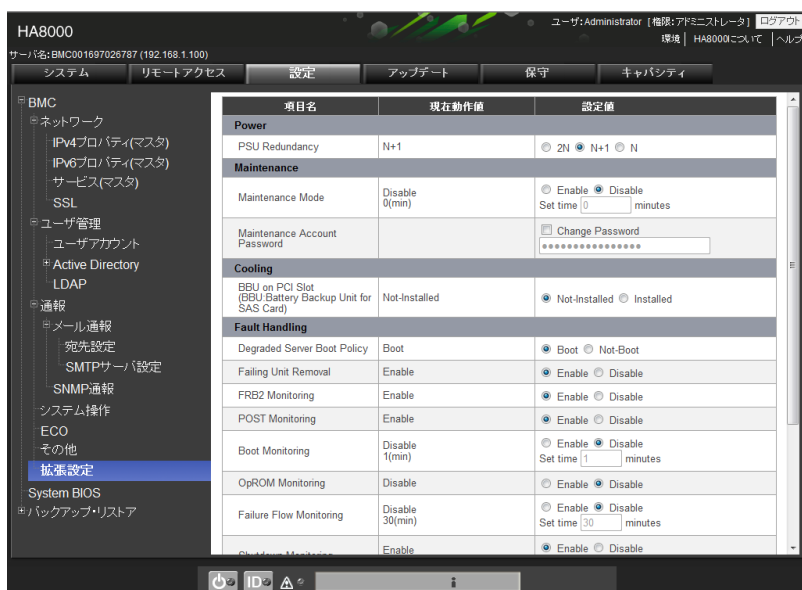 HA8000
ユーザ:Administrator [権限:アドミニストレータ] ログアウト
環境 | HA8000について | ヘルプ
サーバ名:BMC001697026787 (192.168.1.100)
システム リモートアクセス 設定 アップデート 保守 キャパシティ
BMC
ネットワーク
IPv4プロパティ(マスタ)
IPv6プロパティ(マスタ)
サービス(マスタ)
SSL
ユーザ管理
ユーザアカウント
Active Directory
LDAP
通報
メール通報
宛先設定
SMTPサーバ設定
SNMP通報
システム操作
ECO
その他
拡張設定
System BIOS
バックアップ・リストア
項目名 現在動作値 設定値
Power
PSU Redundancy N+1 2N N+1 N
Maintenance
Maintenance Mode Disable 0(min) Enable Disable
Set time 0 minutes
Maintenance Account Password Change Password
Cooling
BBU on PCI Slot
(BBU:Battery Backup Unit for SAS Card) Not-Installed Not-Installed Installed
Fault Handling
Degraded Server Boot Policy Boot Boot Not-Boot
Failing Unit Removal Enable Enable Disable
FRB2 Monitoring Enable Enable Disable
POST Monitoring Enable Enable Disable
Boot Monitoring Disable 1(min) Enable Disable
Set time 1 minutes
OpROM Monitoring Disable Enable Disable
Failure Flow Monitoring Disable 30(min) Enable Disable
Set time 30 minutes
Shutdown Monitoring Enable Enable Disable
ID